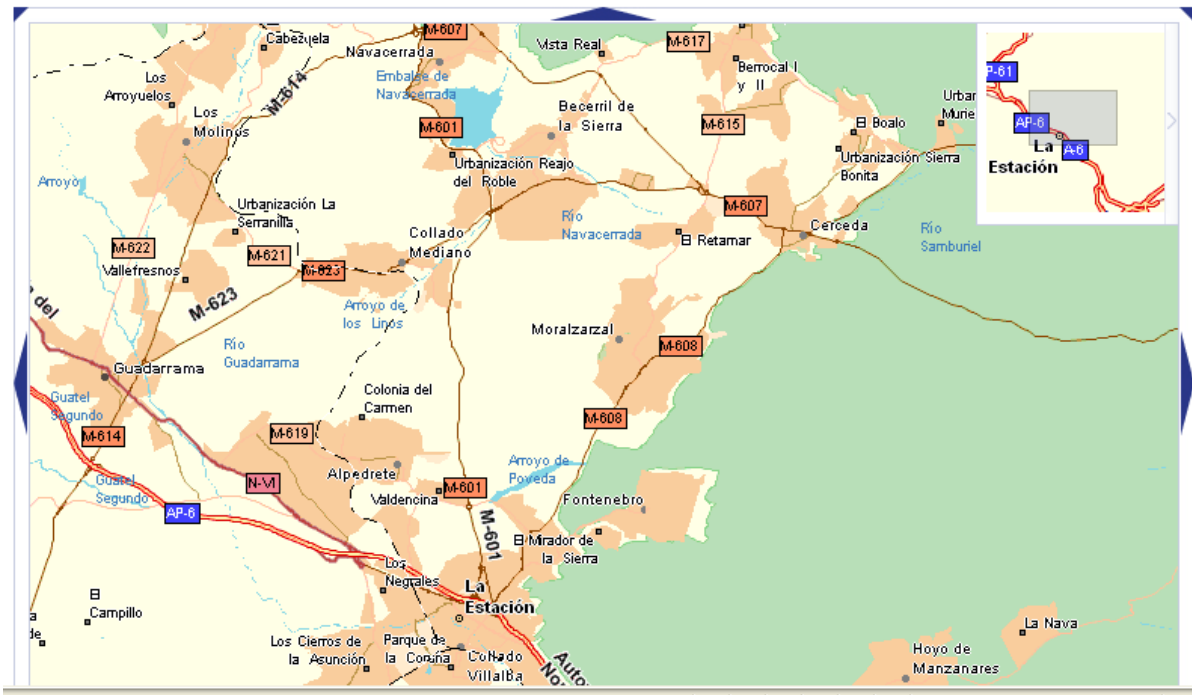 Cabezuela
Navacerrada
M-607
Vista Real
M-617
Berrocal I
y II
Los
Arroyuelos
M-614
Embalse de
Navacerrada
Los
Molinos
M-601
Becerril de
la Sierra
M-615
El Boalo
Urbanización Sierra
Bonita
Urbanización Reajo
del Roble
Arroyo
Urbanización La
Serranilla
M-607
Río
Navacerrada
El Retamar
Cerceda
Río
Samburiel
Collado
Mediano
M-622
M-621
M-623
Vallefresnos
M-623
del
Arroyo de
los Linos
Moralzarzal
M-608
Río
Guadarrama
Guadarrama
Guatel
Segundo
Colonia del
Carmen
M-608
M-614
M-619
Guatel
Segundo
N-VI
Alpedrete
Valdencina
M-601
Arroyo de
Poveda
Fontenebro
AP-6
M-601
El Mirador de
la Sierra
Los
Negrales
La
Estación
El
Campillo
de
Los Cierros de
la Asunción
Parque de
la Coruña
Collado
Villalba
La Nava
Hoyo de
Manzanares
AP-6
La
Estación
A-6